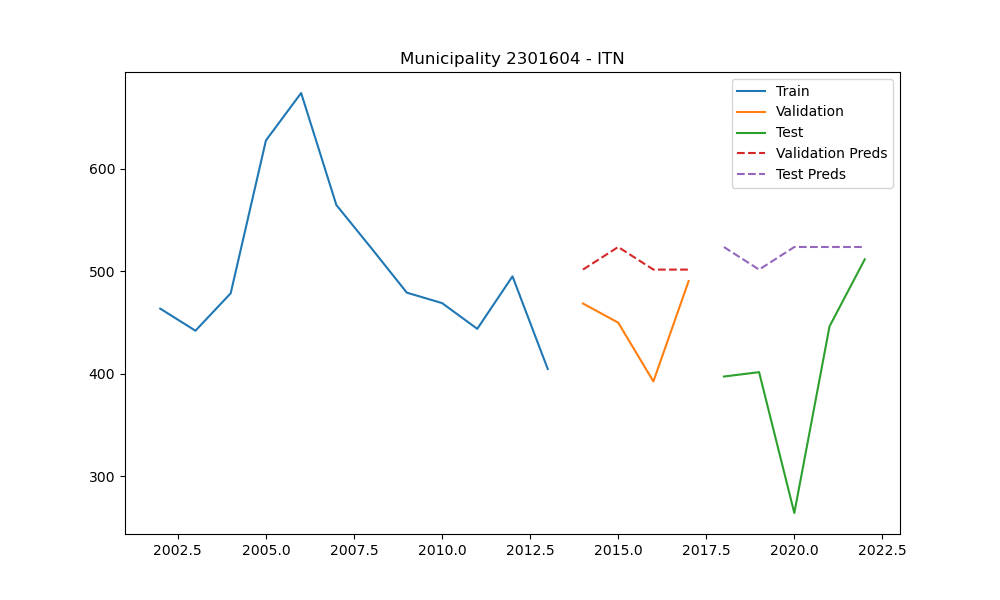 Municipality 2301604 - ITN
Train
Validation
Test
Validation Preds
Test Preds
600
500
400
300
2002.5 2005.0 2007.5 2010.0 2012.5 2015.0 2017.5 2020.0 2022.5